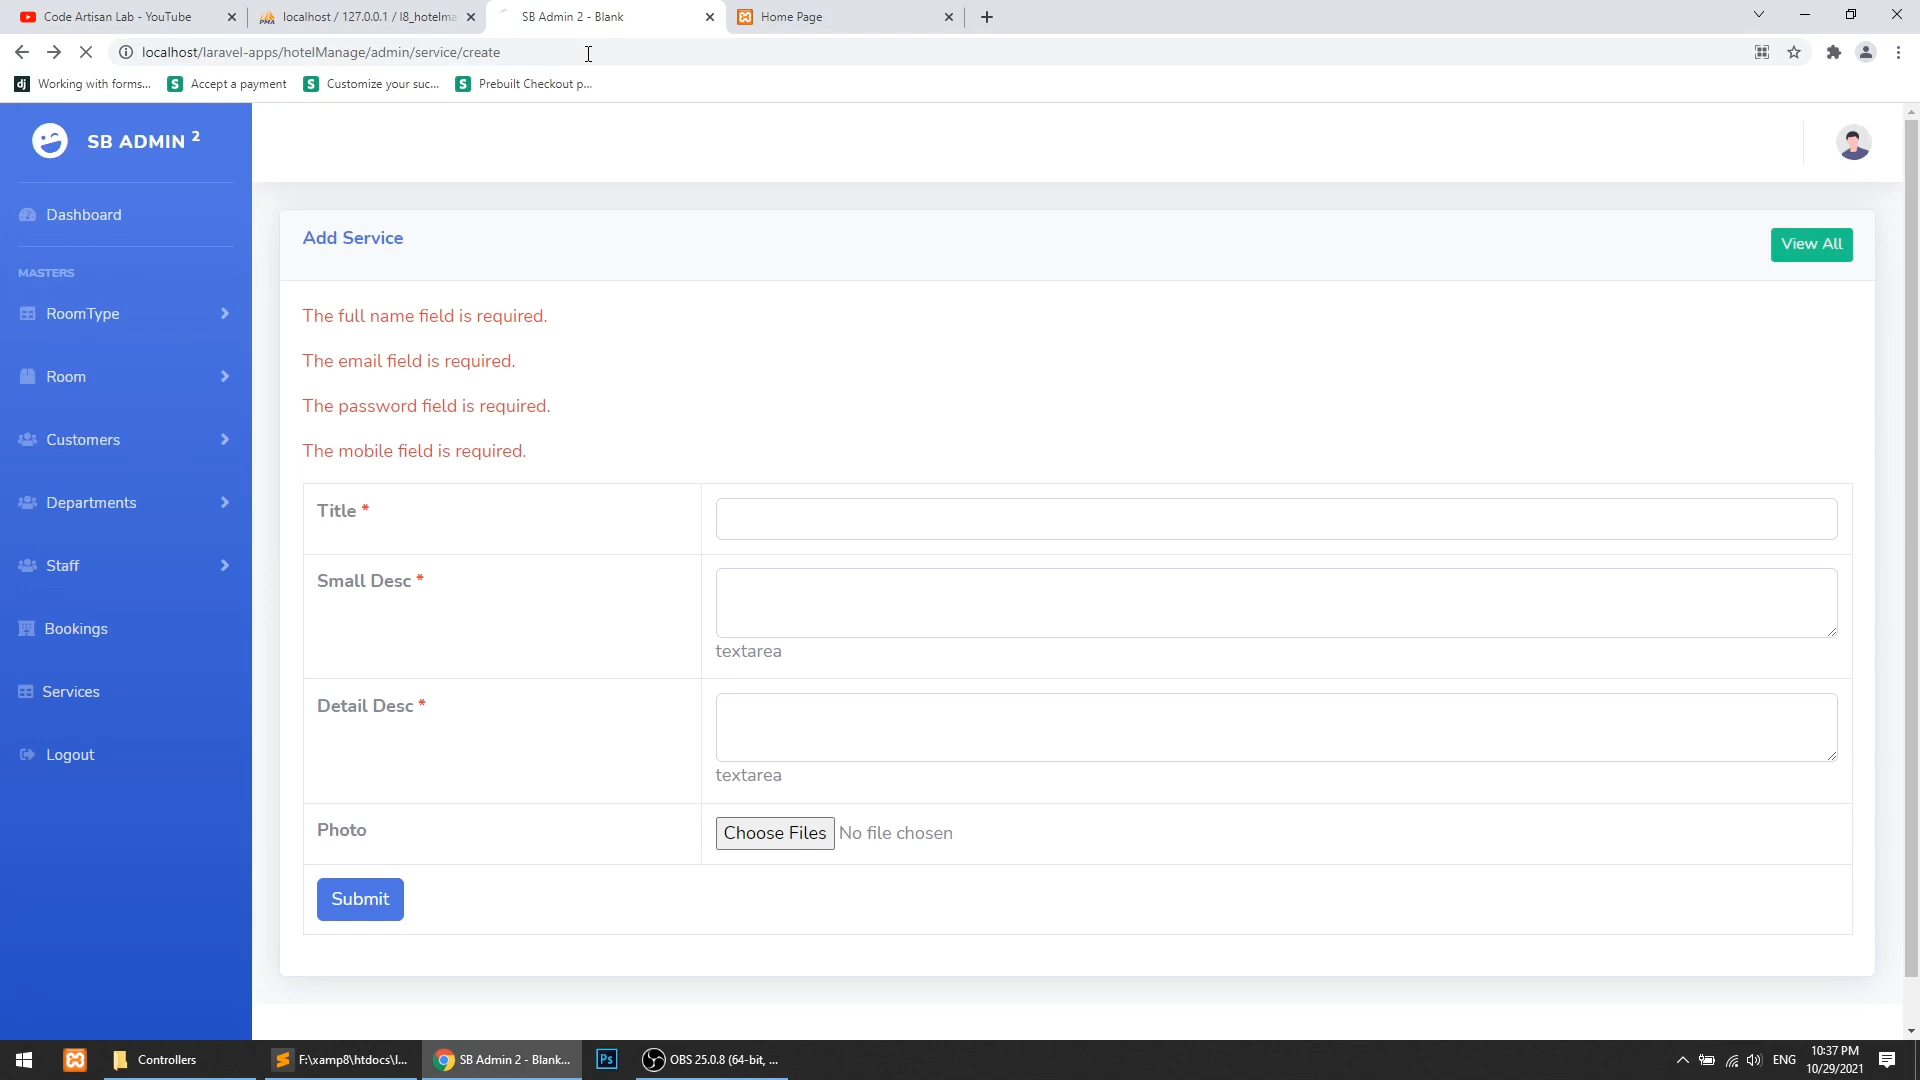 Code Artisan Lab - YouTube
localhost / 127.0.0.1 / l8_hotelma
SB Admin 2 - Blank
Home Page
localhost/laravel-apps/hotelManage/admin/service/create
dj Working with forms...
S Accept a payment
S Customize your suc...
S Prebuilt Checkout p...
SB ADMIN 2
Dashboard
MASTERS
RoomType
Room
Customers
Departments
Staff
Bookings
Services
Logout
Add Service
View All
The full name field is required.
The email field is required.
The password field is required.
The mobile field is required.
Title *
Small Desc *
textarea
Detail Desc *
textarea
Photo
Choose Files No file chosen
Submit
Controllers
F:\xamp8\htdocs\l...
SB Admin 2 - Blank...
Ps
OBS 25.0.8 (64-bit, ...
ENG
10:37 PM
10/29/2021